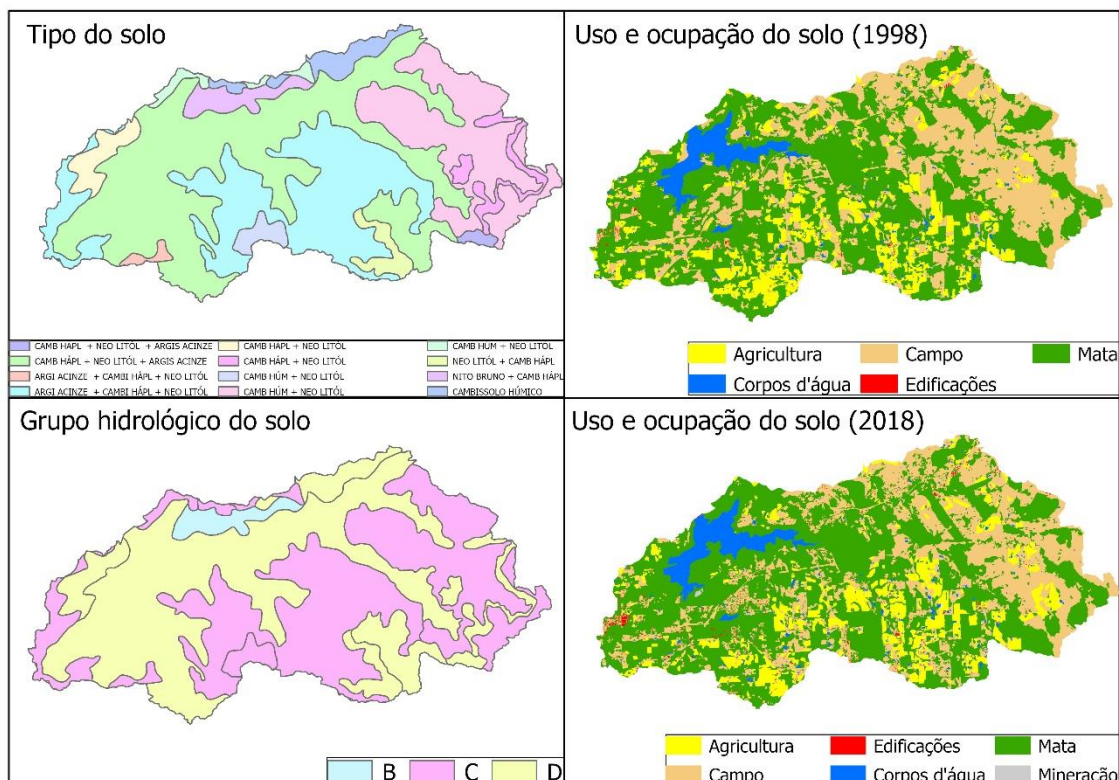 Tipo do solo
CAMB HAPL + NEO LITÓL + ARGIS ACINZE
CAMB HAPL + NEO LITÓL
CAMB HUM + NEO LITÓL
CAMB HÁPL + NEO LITÓL + ARGIS ACINZE
CAMB HÁPL + NEO LITÓL
NEO LITÓL + CAMB HÁPL
ARGI ACINZE + CAMBI HÁPL + NEO LITÓL
CAMB HÚM + NEO LITÓL
NITO BRUNO + CAMB HÁPL
ARGI ACINZE + CAMBI HÁPL + NEO LITÓL
CAMB HÚM + NEO LITÓL
CAMBISSOLO HÚMICO
Uso e ocupação do solo (1998)
Agricultura
Campo
Mata
Corpos d'água
Edificações
Grupo hidrológico do solo
B
C
D
Uso e ocupação do solo (2018)
Agricultura
Edificações
Mata
Campo
Corpos d'água
Mineração